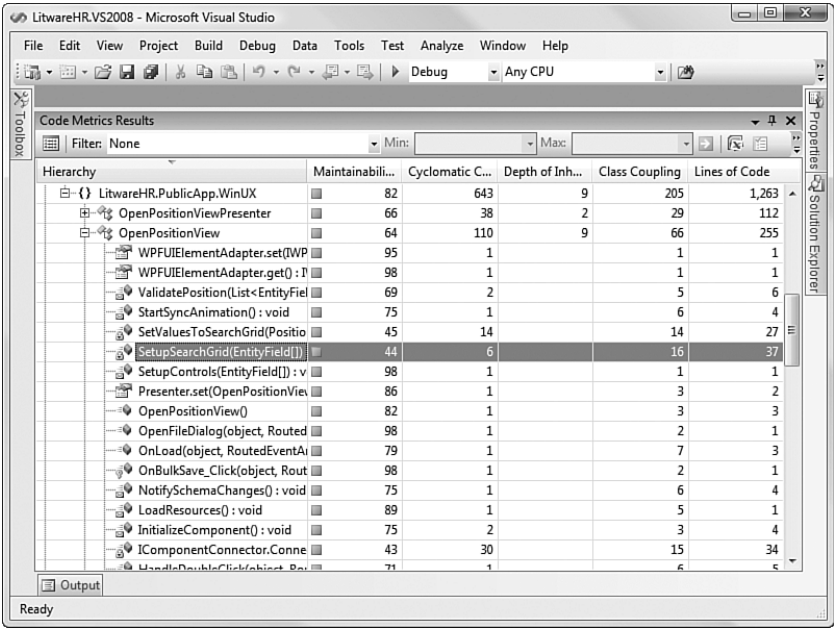 LitwareHR.VS2008 - Microsoft Visual Studio
File Edit View Project Build Debug Data Tools Test Analyze Window Help
Debug Any CPU
Toolbox
Code Metrics Results
Filter: None Min: Max:
Hierarchy Maintainabili... Cyclomatic C... Depth of Inh... Class Coupling Lines of Code
{} LitwareHR.PublicApp.WinUX 82 643 9 205 1,263
OpenPositionViewPresenter 66 38 2 29 112
OpenPositionView 64 110 9 66 255
WPFUIElementAdapter.set(IWP 95 1 1 1
WPFUIElementAdapter.get() : I 98 1 1 1
ValidatePosition(List<EntityFiel 69 2 5 6
StartSyncAnimation() : void 75 1 6 4
SetValuesToSearchGrid(Positio 45 14 14 27
SetupSearchGrid(EntityField[]) 44 6 16 37
SetupControls(EntityField[]) : v 98 1 1 1
Presenter.set(OpenPositionView 86 1 3 2
OpenPositionView() 82 1 3 3
OpenFileDialog(object, Routed 98 1 2 1
OnLoad(object, RoutedEventA 79 1 7 3
OnBulkSave_Click(object, Rout 98 1 2 1
NotifySchemaChanges() : void 75 1 6 4
LoadResources() : void 89 1 5 1
InitializeComponent() : void 75 2 3 4
IComponentConnector.Conne 43 30 15 34
HandleDoubleClick(object, Rou 71 1 6 5
Properties
Solution Explorer
Output
Ready